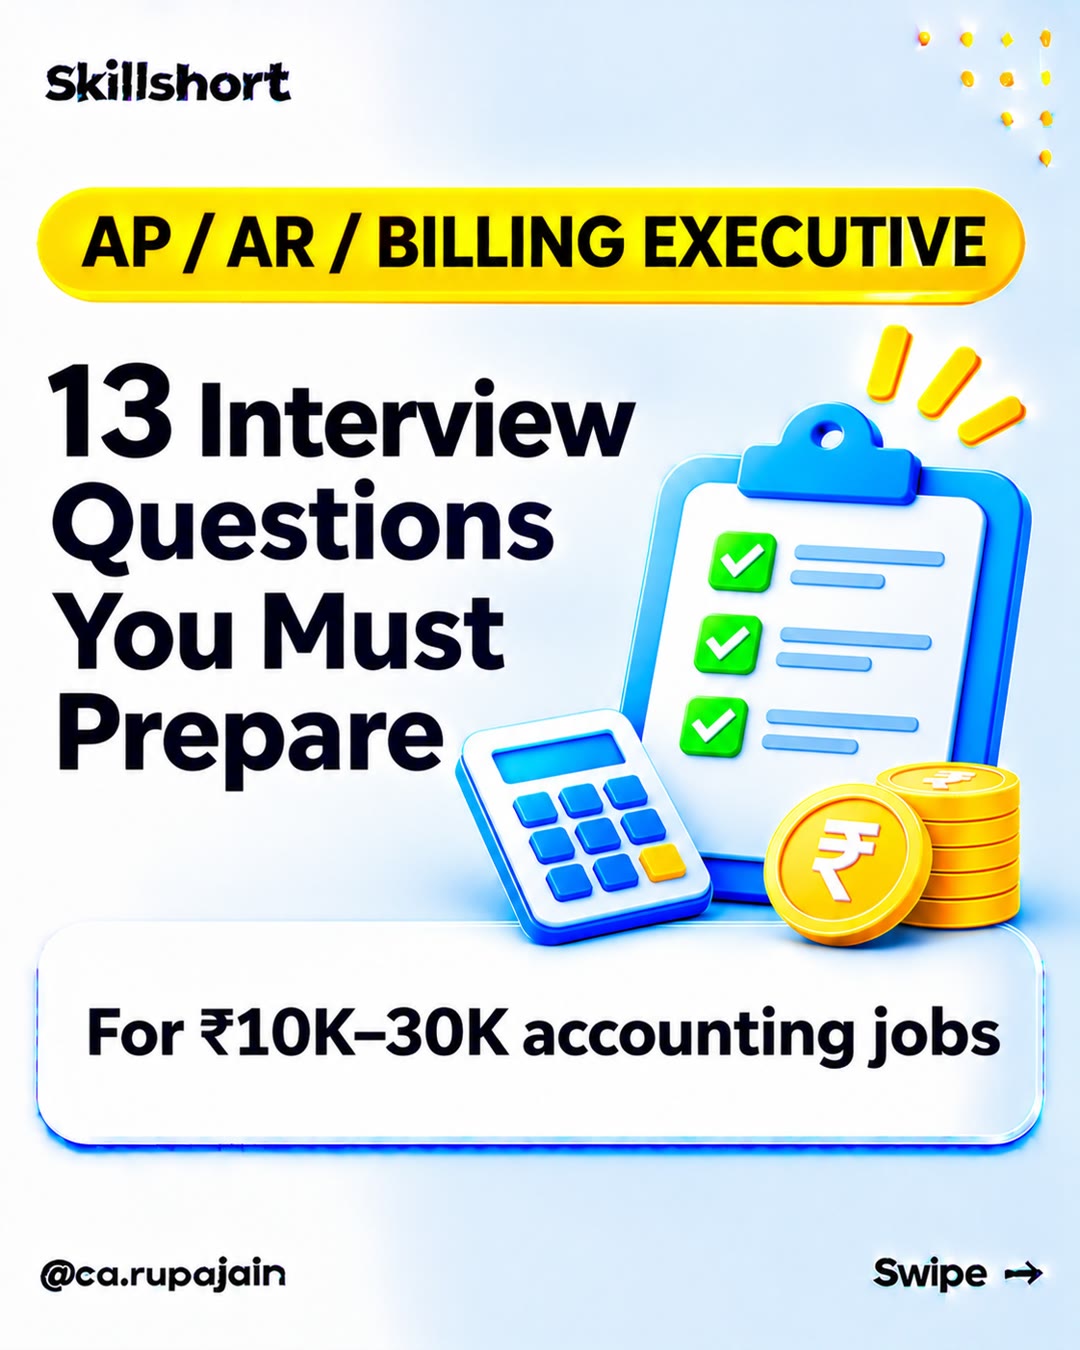 Skillshort
AP / AR / BILLING EXECUTIVE
13 Interview
Questions
You Must
Prepare
₹
₹
For ₹10K–30K accounting jobs
@ca.rupajain
Swipe →